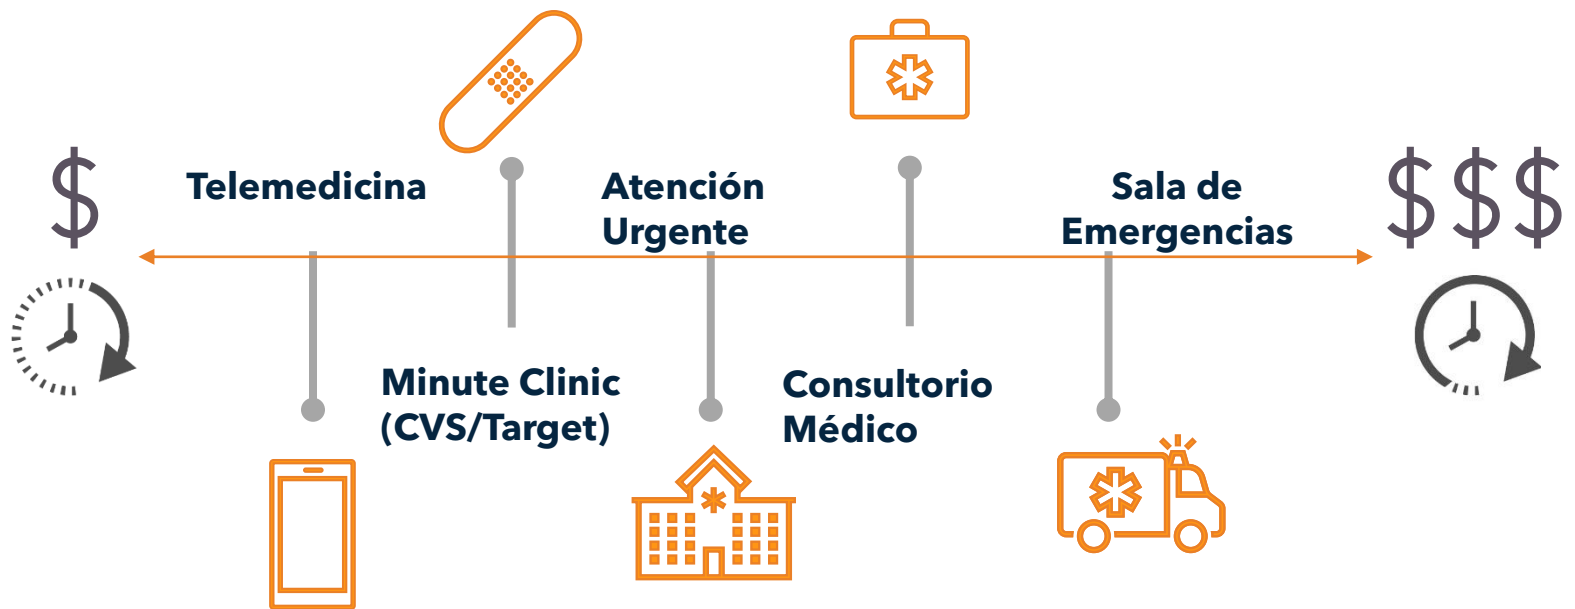 $
Telemedicina
Atención
Urgente
Sala de
Emergencias
$$$
Minute Clinic
(CVS/Target)
Consultorio
Médico